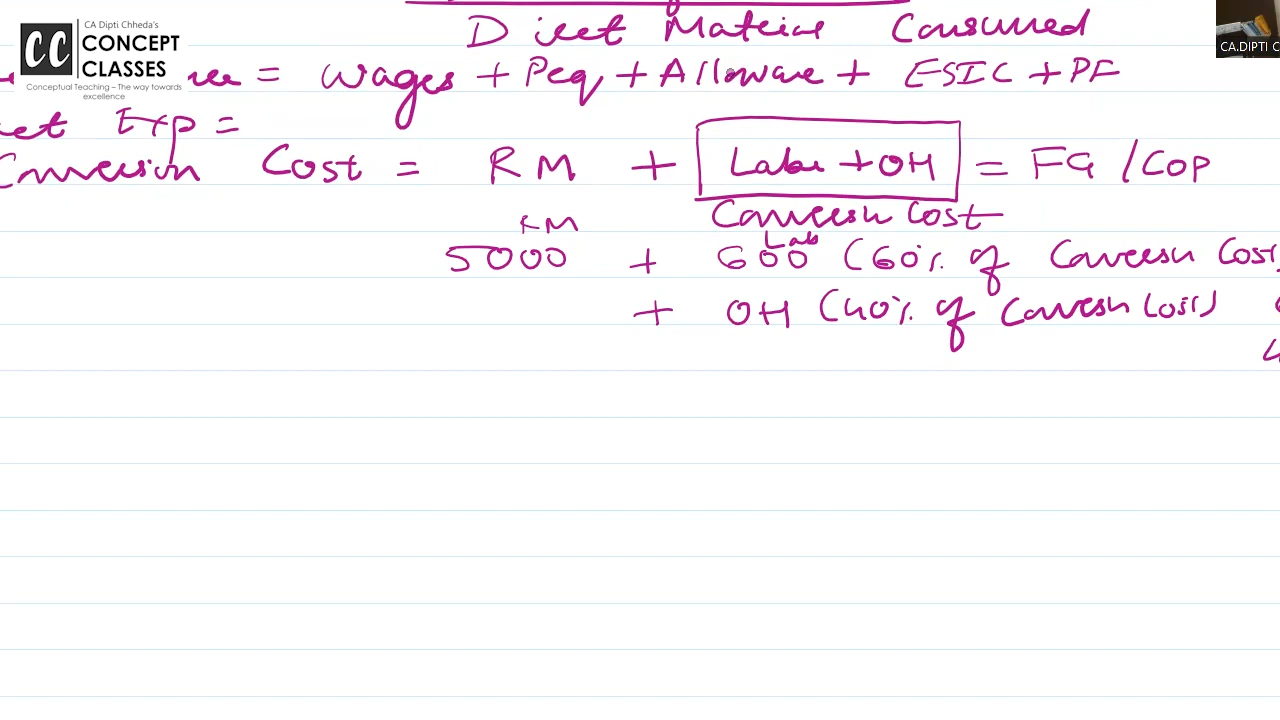 CA Dipti Chheda's
CONCEPT
CLASSES
Conceptual Teaching – The way towards
excellence
CC
CA.DIPTI C
Direct Material Consumed
= Wages + Peq + Allowance + ESIC + PF
Exp =
Conversion Cost = RM + Labour + OH = FG / COP
RM Conversion Cost
Lab
5000 + 600 (60% of Conversion Cost
+ OH (40% of Conversion Cost)